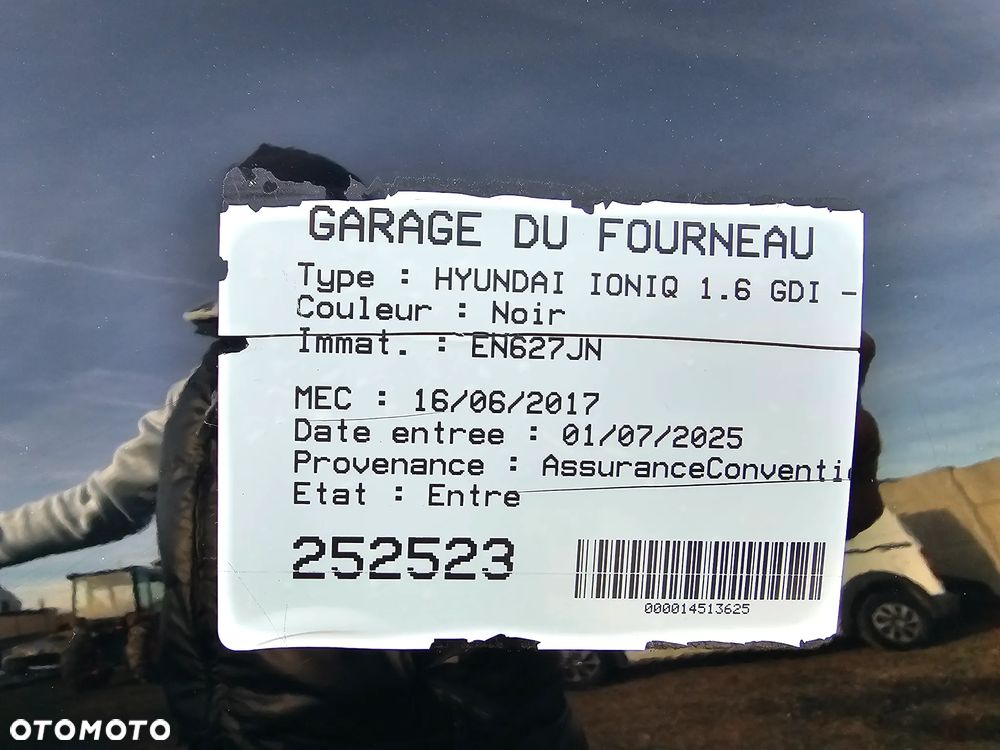 GARAGE DU FOURNEAU
Type : HYUNDAI IONIQ 1.6 GDI -
Couleur : Noir
Immat. : EN627JN
MEC : 16/06/2017
Date entree : 01/07/2025
Provenance : AssuranceConventi
Etat : Entre
252523
000014513625
OTOMOTO